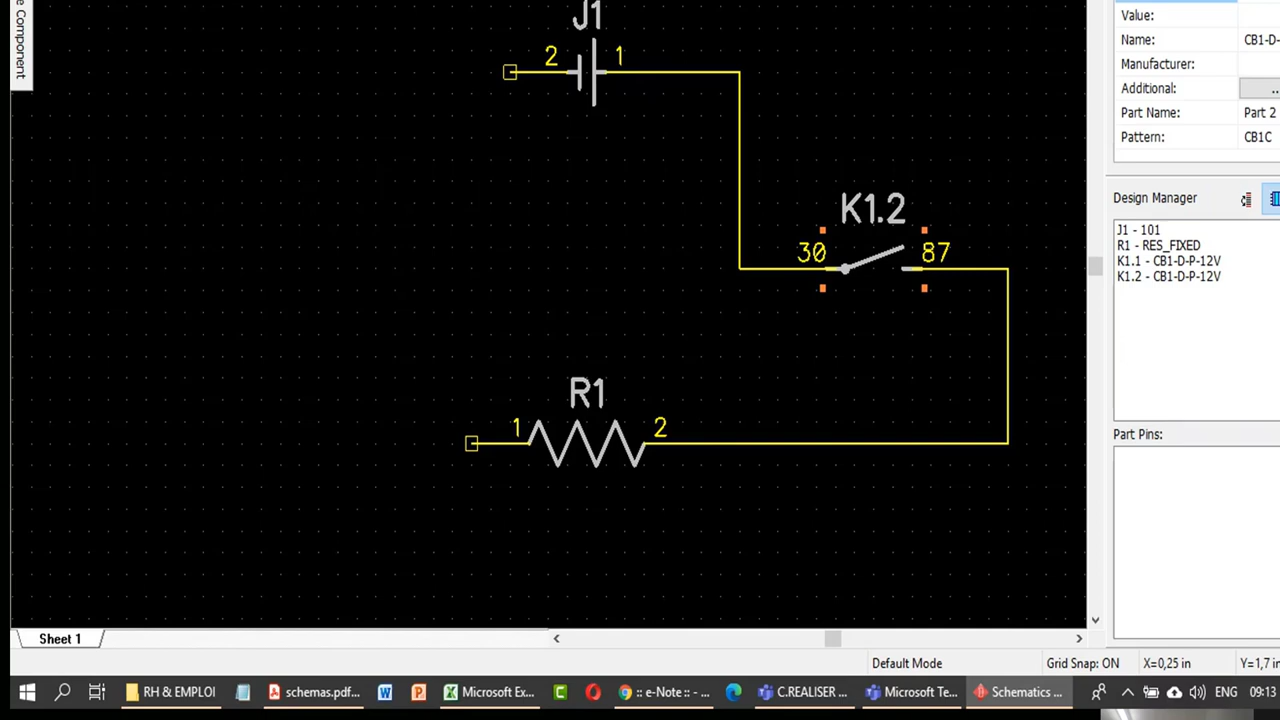 e Component
J1
2
1
K1.2
30
87
R1
1
2
Value:
Name:
CB1-D-
Manufacturer:
Additional:
...
Part Name:
Part 2
Pattern:
CB1C
Design Manager
J1 - 101
R1 - RES_FIXED
K1.1 - CB1-D-P-12V
K1.2 - CB1-D-P-12V
Part Pins:
Sheet 1
Default Mode
Grid Snap: ON
X=0,25 in
Y=1,7 in
RH & EMPLOI
schemas.pdf...
W
P
X
Microsoft Ex...
C
:: e-Note :: - ...
C.REALISER ...
Microsoft Te...
Schematics ...
ENG
09:13